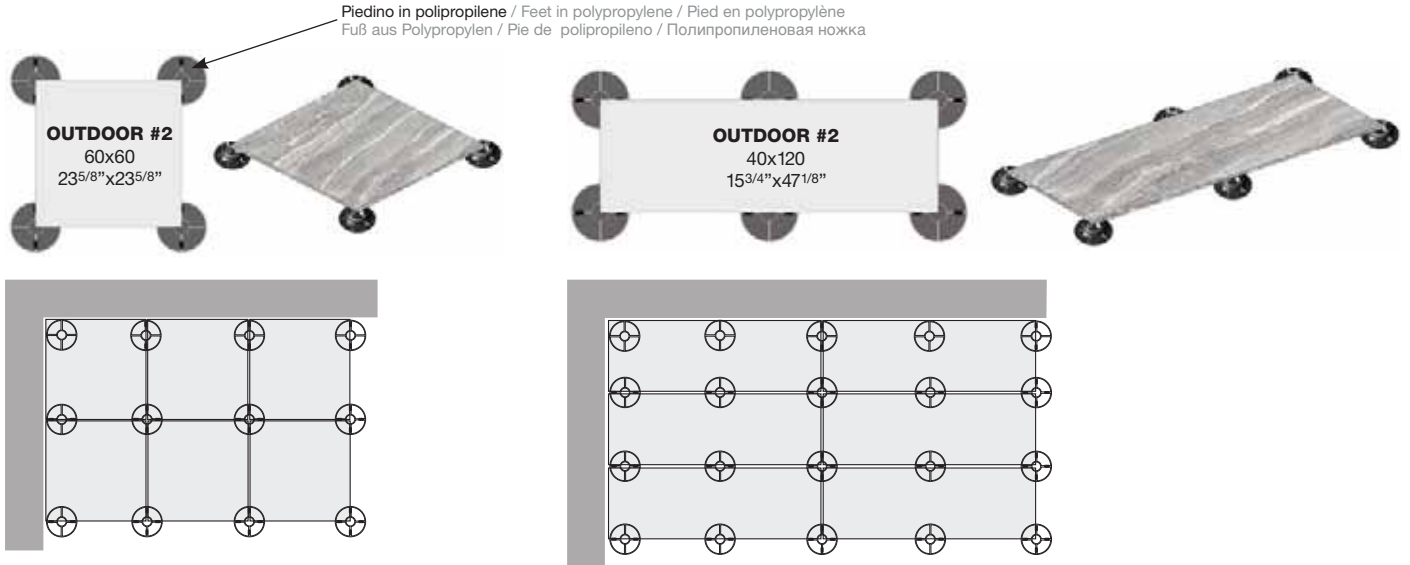 Piedino in polipropilene / Feet in polypropylene / Pied en polypropylène
Fuß aus Polypropylen / Pie de polipropileno / Полипропиленовая ножка
OUTDOOR #2
60x60
235/8”x235/8”
OUTDOOR #2
40x120
153/4”x471/8”